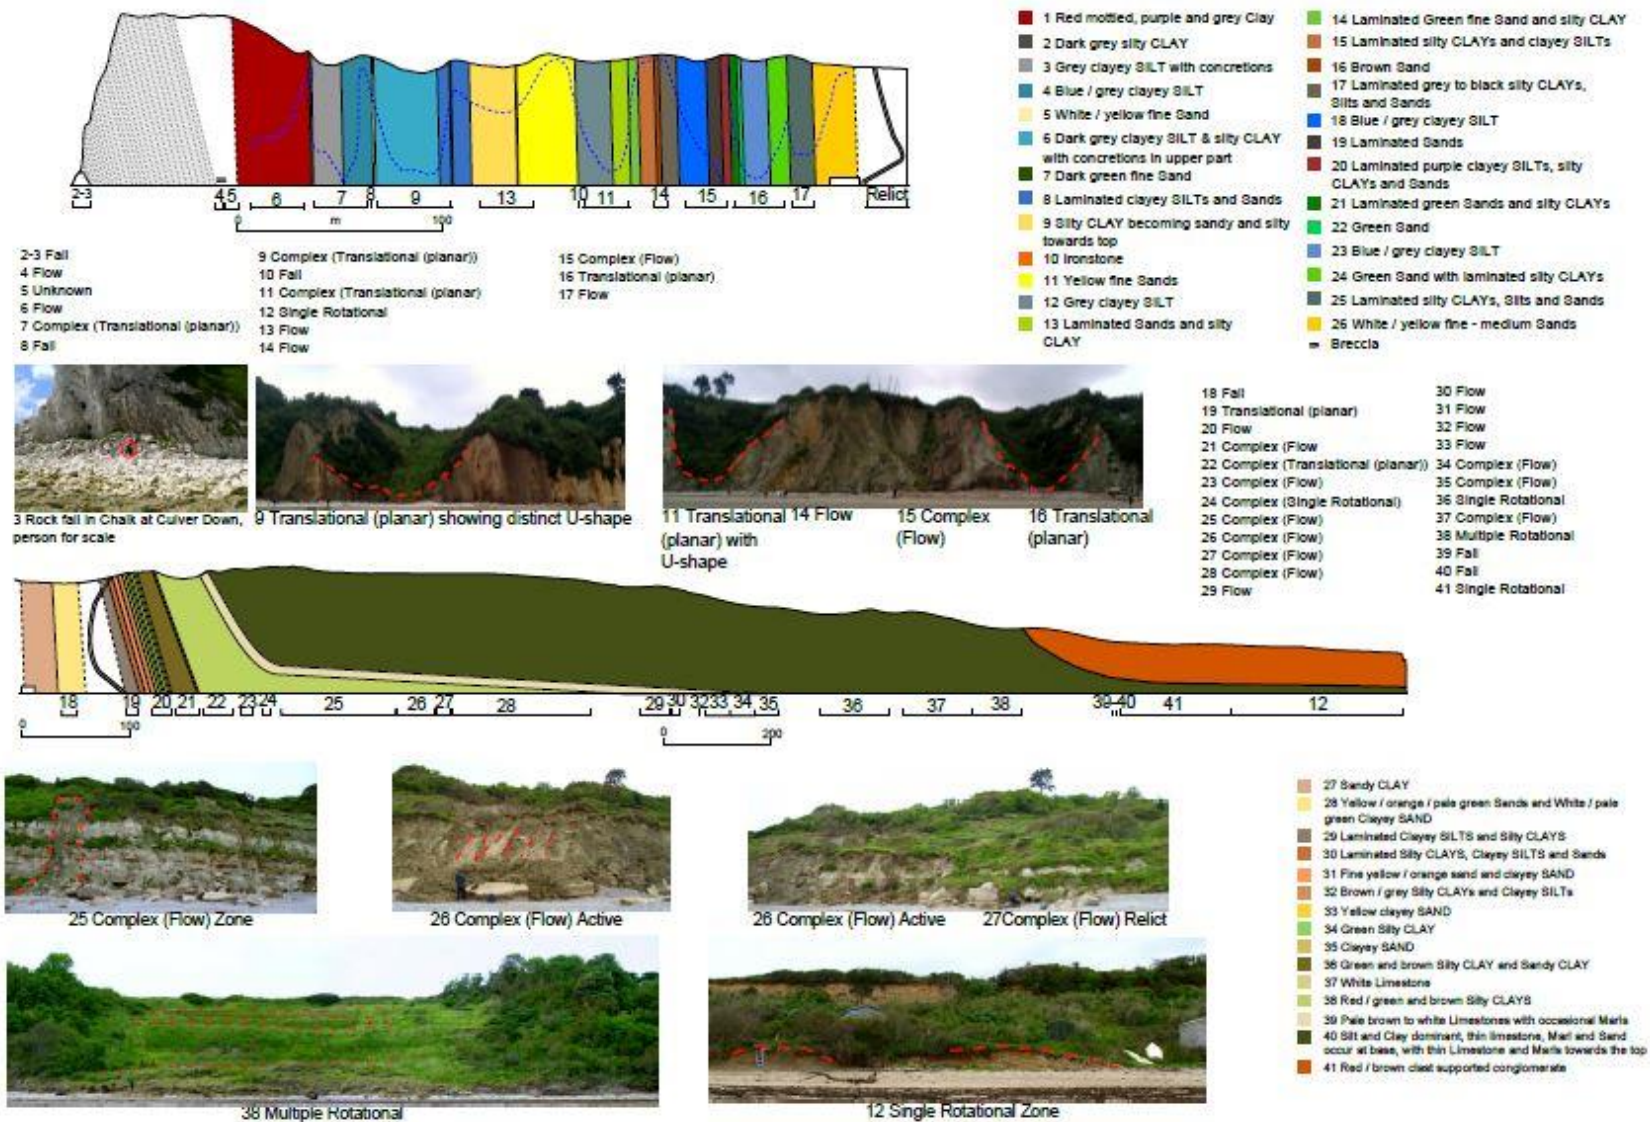 2-3
45
6
7
8
9
13
10
11
14
15
16
17
Relict
0
m
100
1 Red mottled, purple and grey Clay
2 Dark grey silty CLAY
3 Grey clayey SILT with concretions
4 Blue / grey clayey SILT
5 White / yellow fine Sand
6 Dark grey clayey SILT & silty CLAY
with concretions in upper part
7 Dark green fine Sand
8 Laminated clayey SILTs and Sands
9 Silty CLAY becoming sandy and silty
towards top
10 Ironstone
11 Yellow fine Sands
12 Grey clayey SILT
13 Laminated Sands and silty
CLAY
14 Laminated Green fine Sand and silty CLAY
15 Laminated silty CLAYs and clayey SILTs
16 Brown Sand
17 Laminated grey to black silty CLAYs,
Silts and Sands
18 Blue / grey clayey SILT
19 Laminated Sands
20 Laminated purple clayey SILTs, silty
CLAYs and Sands
21 Laminated green Sands and silty CLAYs
22 Green Sand
23 Blue / grey clayey SILT
24 Green Sand with laminated silty CLAYs
25 Laminated silty CLAYs, Silts and Sands
26 White / yellow fine - medium Sands
Breccia
2-3 Fall
4 Flow
5 Unknown
6 Flow
7 Complex (Translational (planar))
8 Fall
9 Complex (Translational (planar))
10 Fall
11 Complex (Translational (planar)
12 Single Rotational
13 Flow
14 Flow
15 Complex (Flow)
16 Translational (planar)
17 Flow
3 Rock fall in Chalk at Culver Down,
person for scale
9 Translational (planar) showing distinct U-shape
11 Translational
(planar) with
U-shape
14 Flow
15 Complex
(Flow)
16 Translational
(planar)
18 Fall
19 Translational (planar)
20 Flow
21 Complex (Flow
22 Complex (Translational (planar))
23 Complex (Flow)
24 Complex (Single Rotational)
25 Complex (Flow)
26 Complex (Flow)
27 Complex (Flow)
28 Complex (Flow)
29 Flow
30 Flow
31 Flow
32 Flow
33 Flow
34 Complex (Flow)
35 Complex (Flow)
36 Single Rotational
37 Complex (Flow)
38 Multiple Rotational
39 Fall
40 Fall
41 Single Rotational
18
19
20
21
22
23
24
25
26
27
28
29
30
32
33
34
35
36
37
38
39
40
41
12
0
100
0
200
25 Complex (Flow) Zone
26 Complex (Flow) Active
26 Complex (Flow) Active
27Complex (Flow) Relict
38 Multiple Rotational
12 Single Rotational Zone
27 Sandy CLAY
28 Yellow / orange / pale green Sands and White / pale
green Clayey SAND
29 Laminated Clayey SILTS and Silty CLAYS
30 Laminated Silty CLAYS, Clayey SILTS and Sands
31 Fine yellow / orange sand and clayey SAND
32 Brown / grey Silty CLAYs and Clayey SILTs
33 Yellow clayey SAND
34 Green Silty CLAY
35 Clayey SAND
36 Green and brown Silty CLAY and Sandy CLAY
37 White Limestone
38 Red / green and brown Silty CLAYS
39 Pale brown to white Limestones with occasional Marls
40 Silt and Clay dominant, thin limestone, Marl and Sand
occur at base, with thin Limestone and Marls towards the top
41 Red / brown clast supported conglomerate